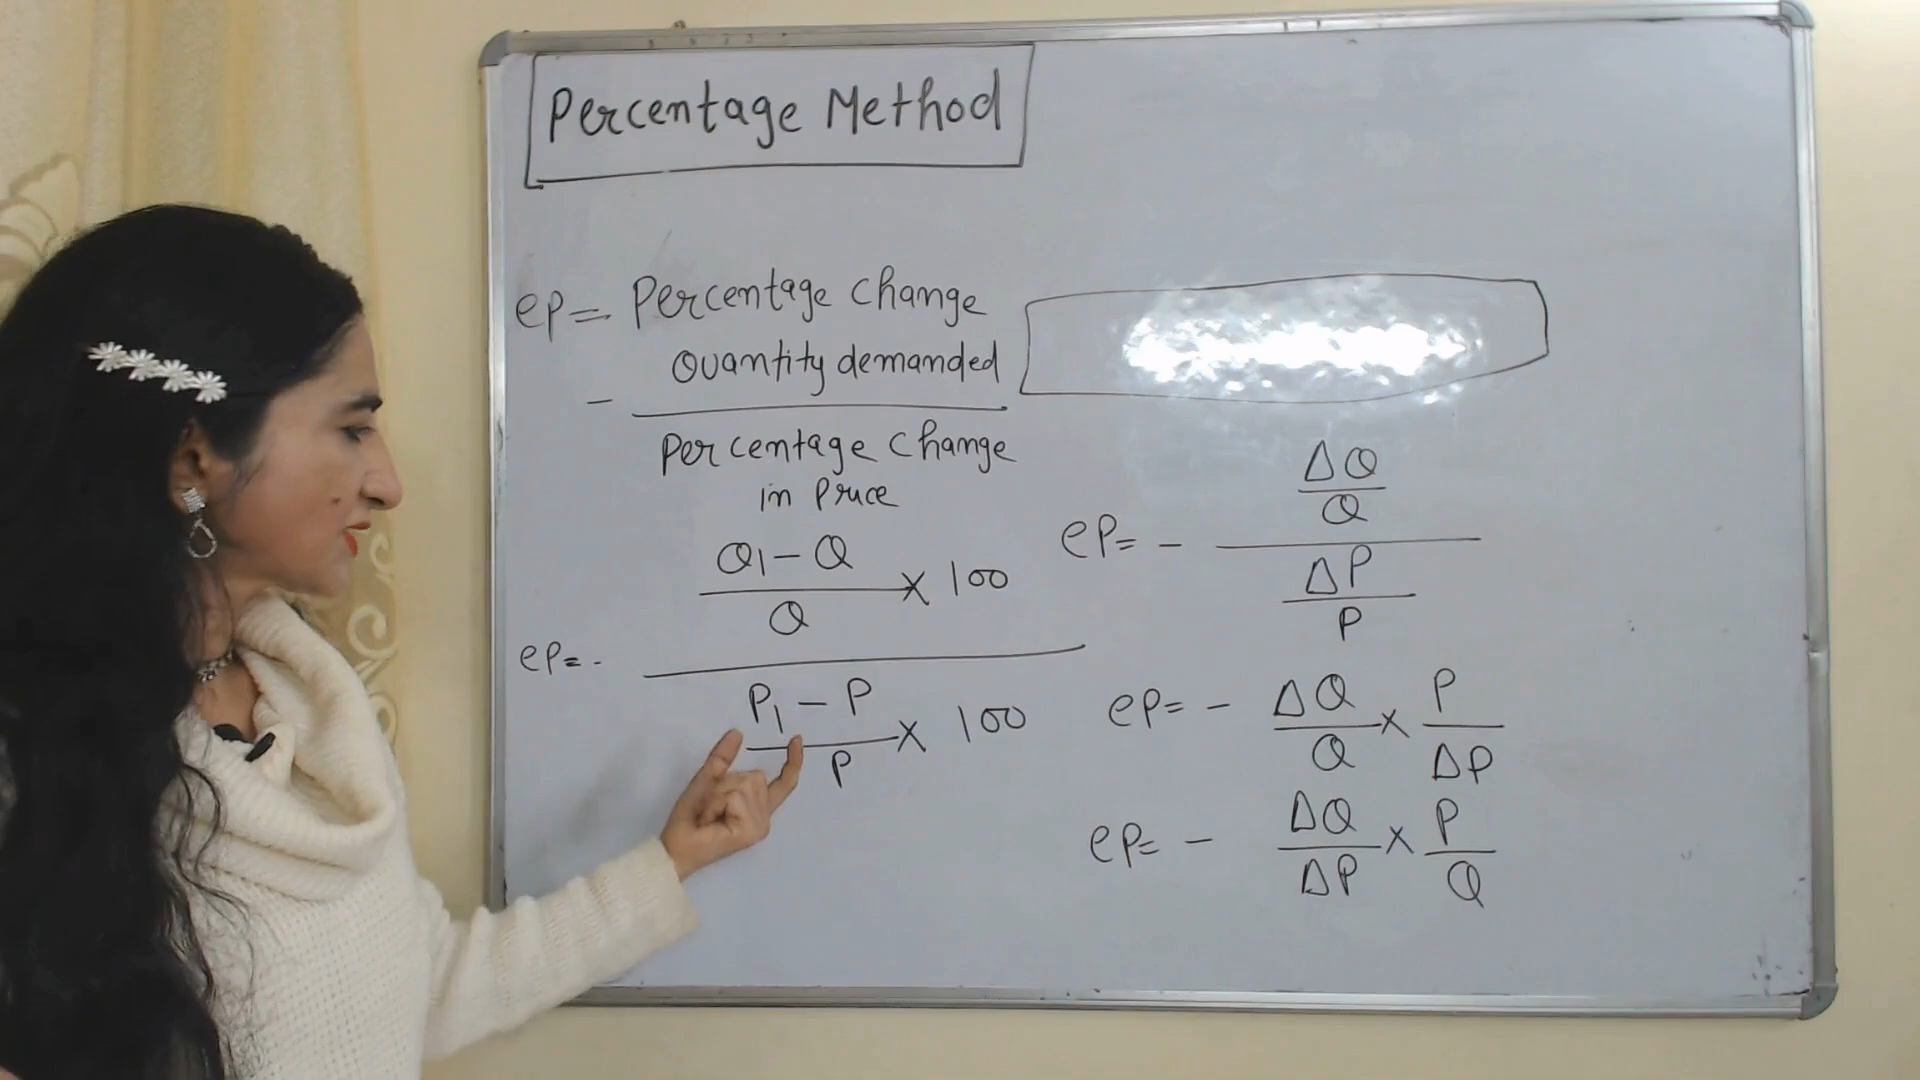 Percentage Method
ep = Percentage change
Quantity demanded
-
Percentage change
in Price
Q1 - Q
Q
× 100
ep = -
P1 - P
P
× 100
ΔQ
Q
ep = -
ΔP
P
ep = - ΔQ/Q × P/ΔP
ep = - ΔQ/ΔP × P/Q